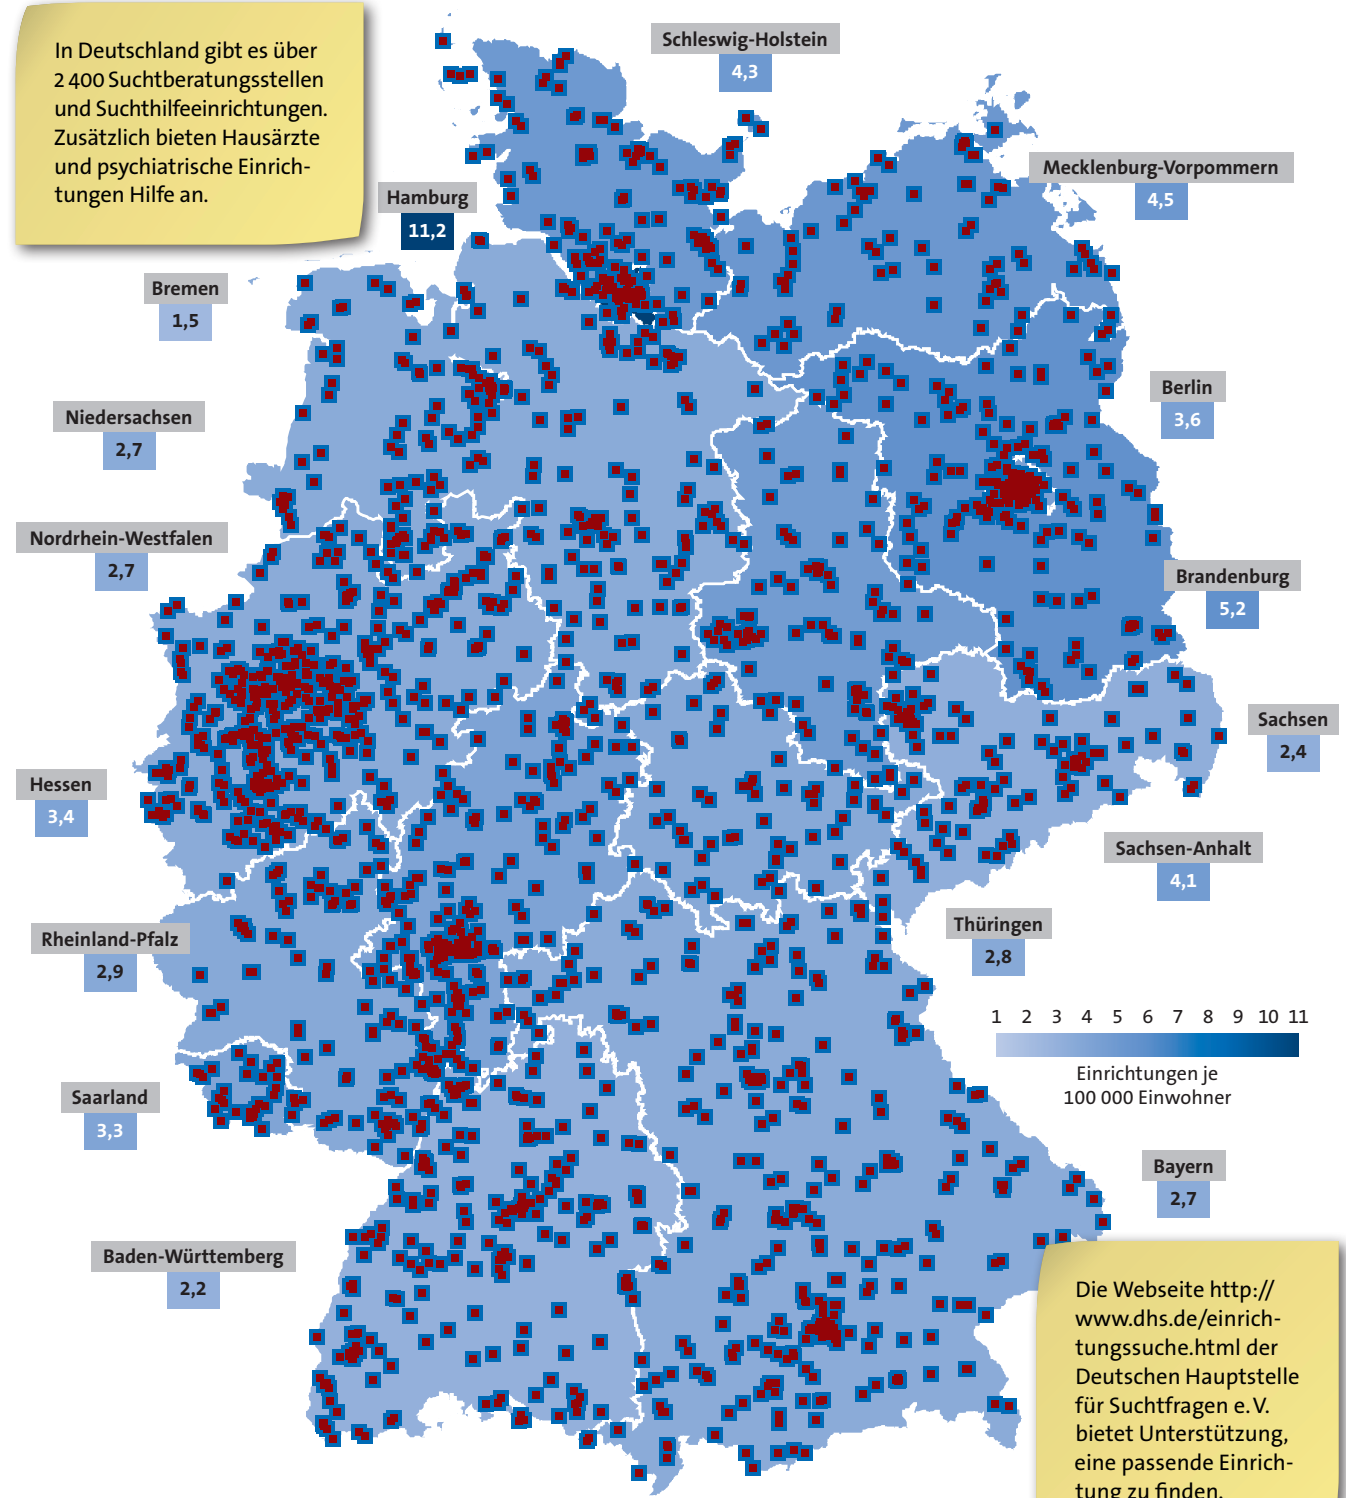 In Deutschland gibt es über
2 400 Suchtberatungsstellen
und Suchthilfeeinrichtungen.
Zusätzlich bieten Hausärzte
und psychiatrische Einrich-
tungen Hilfe an.
Schleswig-Holstein
4,3
Mecklenburg-Vorpommern
4,5
Hamburg
11,2
Bremen
1,5
Berlin
3,6
Niedersachsen
2,7
Nordrhein-Westfalen
2,7
Brandenburg
5,2
Sachsen
2,4
Hessen
3,4
Sachsen-Anhalt
4,1
Thüringen
2,8
Rheinland-Pfalz
2,9
1 2 3 4 5 6 7 8 9 10 11
Einrichtungen je
100 000 Einwohner
Saarland
3,3
Bayern
2,7
Baden-Württemberg
2,2
Die Webseite http://
www.dhs.de/einrich-
tungssuche.html der
Deutschen Hauptstelle
für Suchtfragen e. V.
bietet Unterstützung,
eine passende Einrich-
tung zu finden.